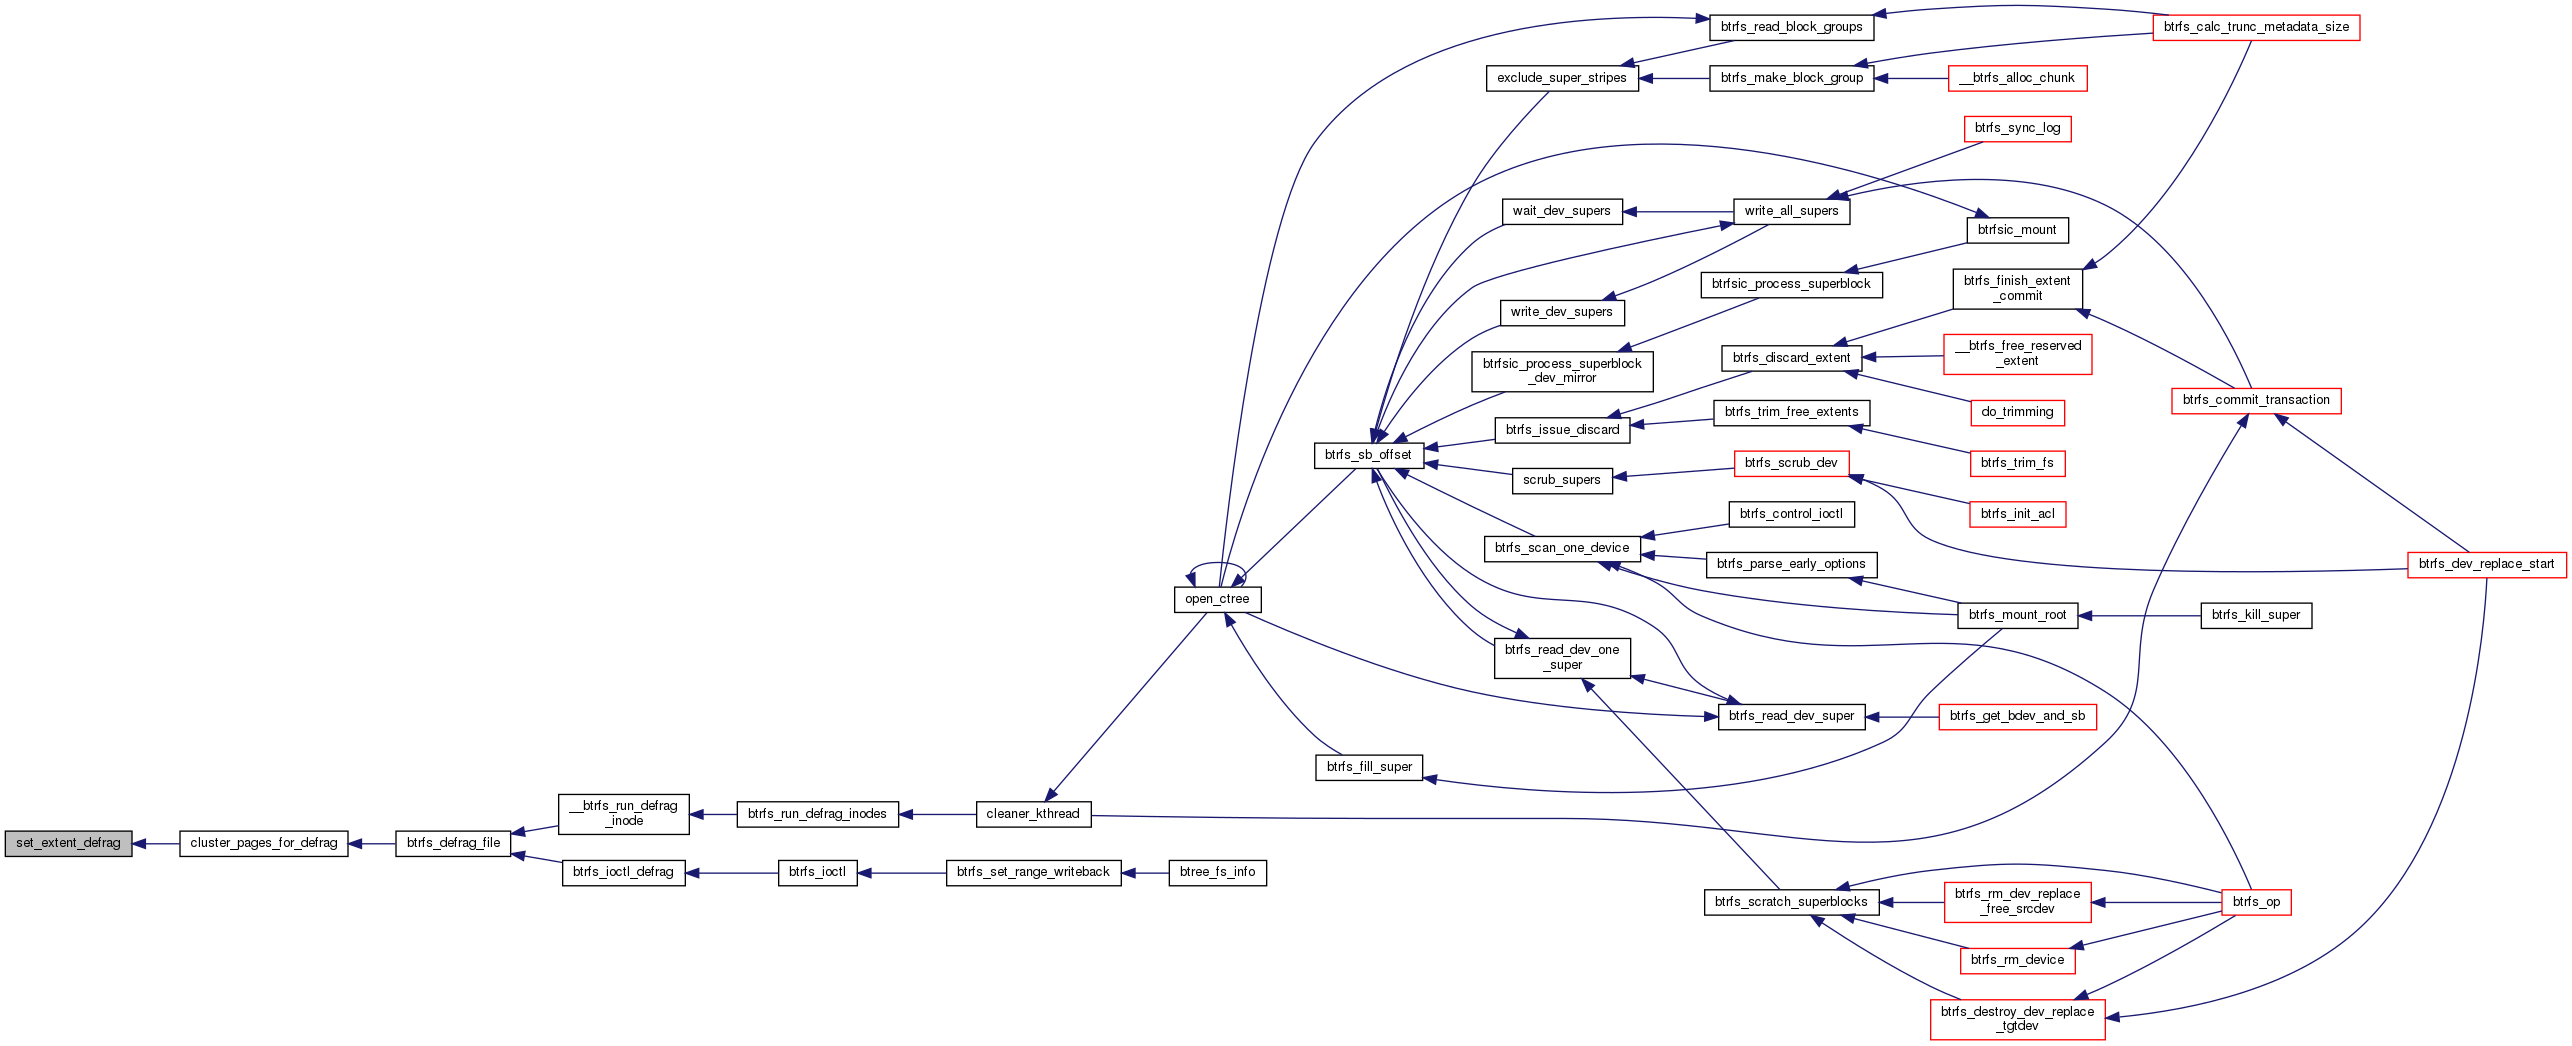 set_extent_defrag
cluster_pages_for_defrag
btrfs_defrag_file
__btrfs_run_defrag
_inode
btrfs_ioctl_defrag
btrfs_run_defrag_inodes
btrfs_ioctl
cleaner_kthread
btrfs_set_range_writeback
btree_fs_info
open_ctree
btrfs_sb_offset
btrfs_fill_super
exclude_super_stripes
wait_dev_supers
write_dev_supers
btrfsic_process_superblock
_dev_mirror
btrfs_issue_discard
scrub_supers
btrfs_scan_one_device
btrfs_read_dev_one
_super
btrfs_read_block_groups
btrfs_make_block_group
write_all_supers
btrfsic_process_superblock
btrfs_discard_extent
btrfs_trim_free_extents
btrfs_scrub_dev
btrfs_control_ioctl
btrfs_parse_early_options
btrfs_read_dev_super
btrfs_scratch_superblocks
__btrfs_alloc_chunk
btrfs_sync_log
btrfsic_mount
btrfs_finish_extent
_commit
__btrfs_free_reserved
_extent
do_trimming
btrfs_trim_fs
btrfs_init_acl
btrfs_mount_root
btrfs_get_bdev_and_sb
btrfs_rm_dev_replace
_free_srcdev
btrfs_rm_device
btrfs_destroy_dev_replace
_tgtdev
btrfs_calc_trunc_metadata_size
btrfs_commit_transaction
btrfs_kill_super
btrfs_op
btrfs_dev_replace_start